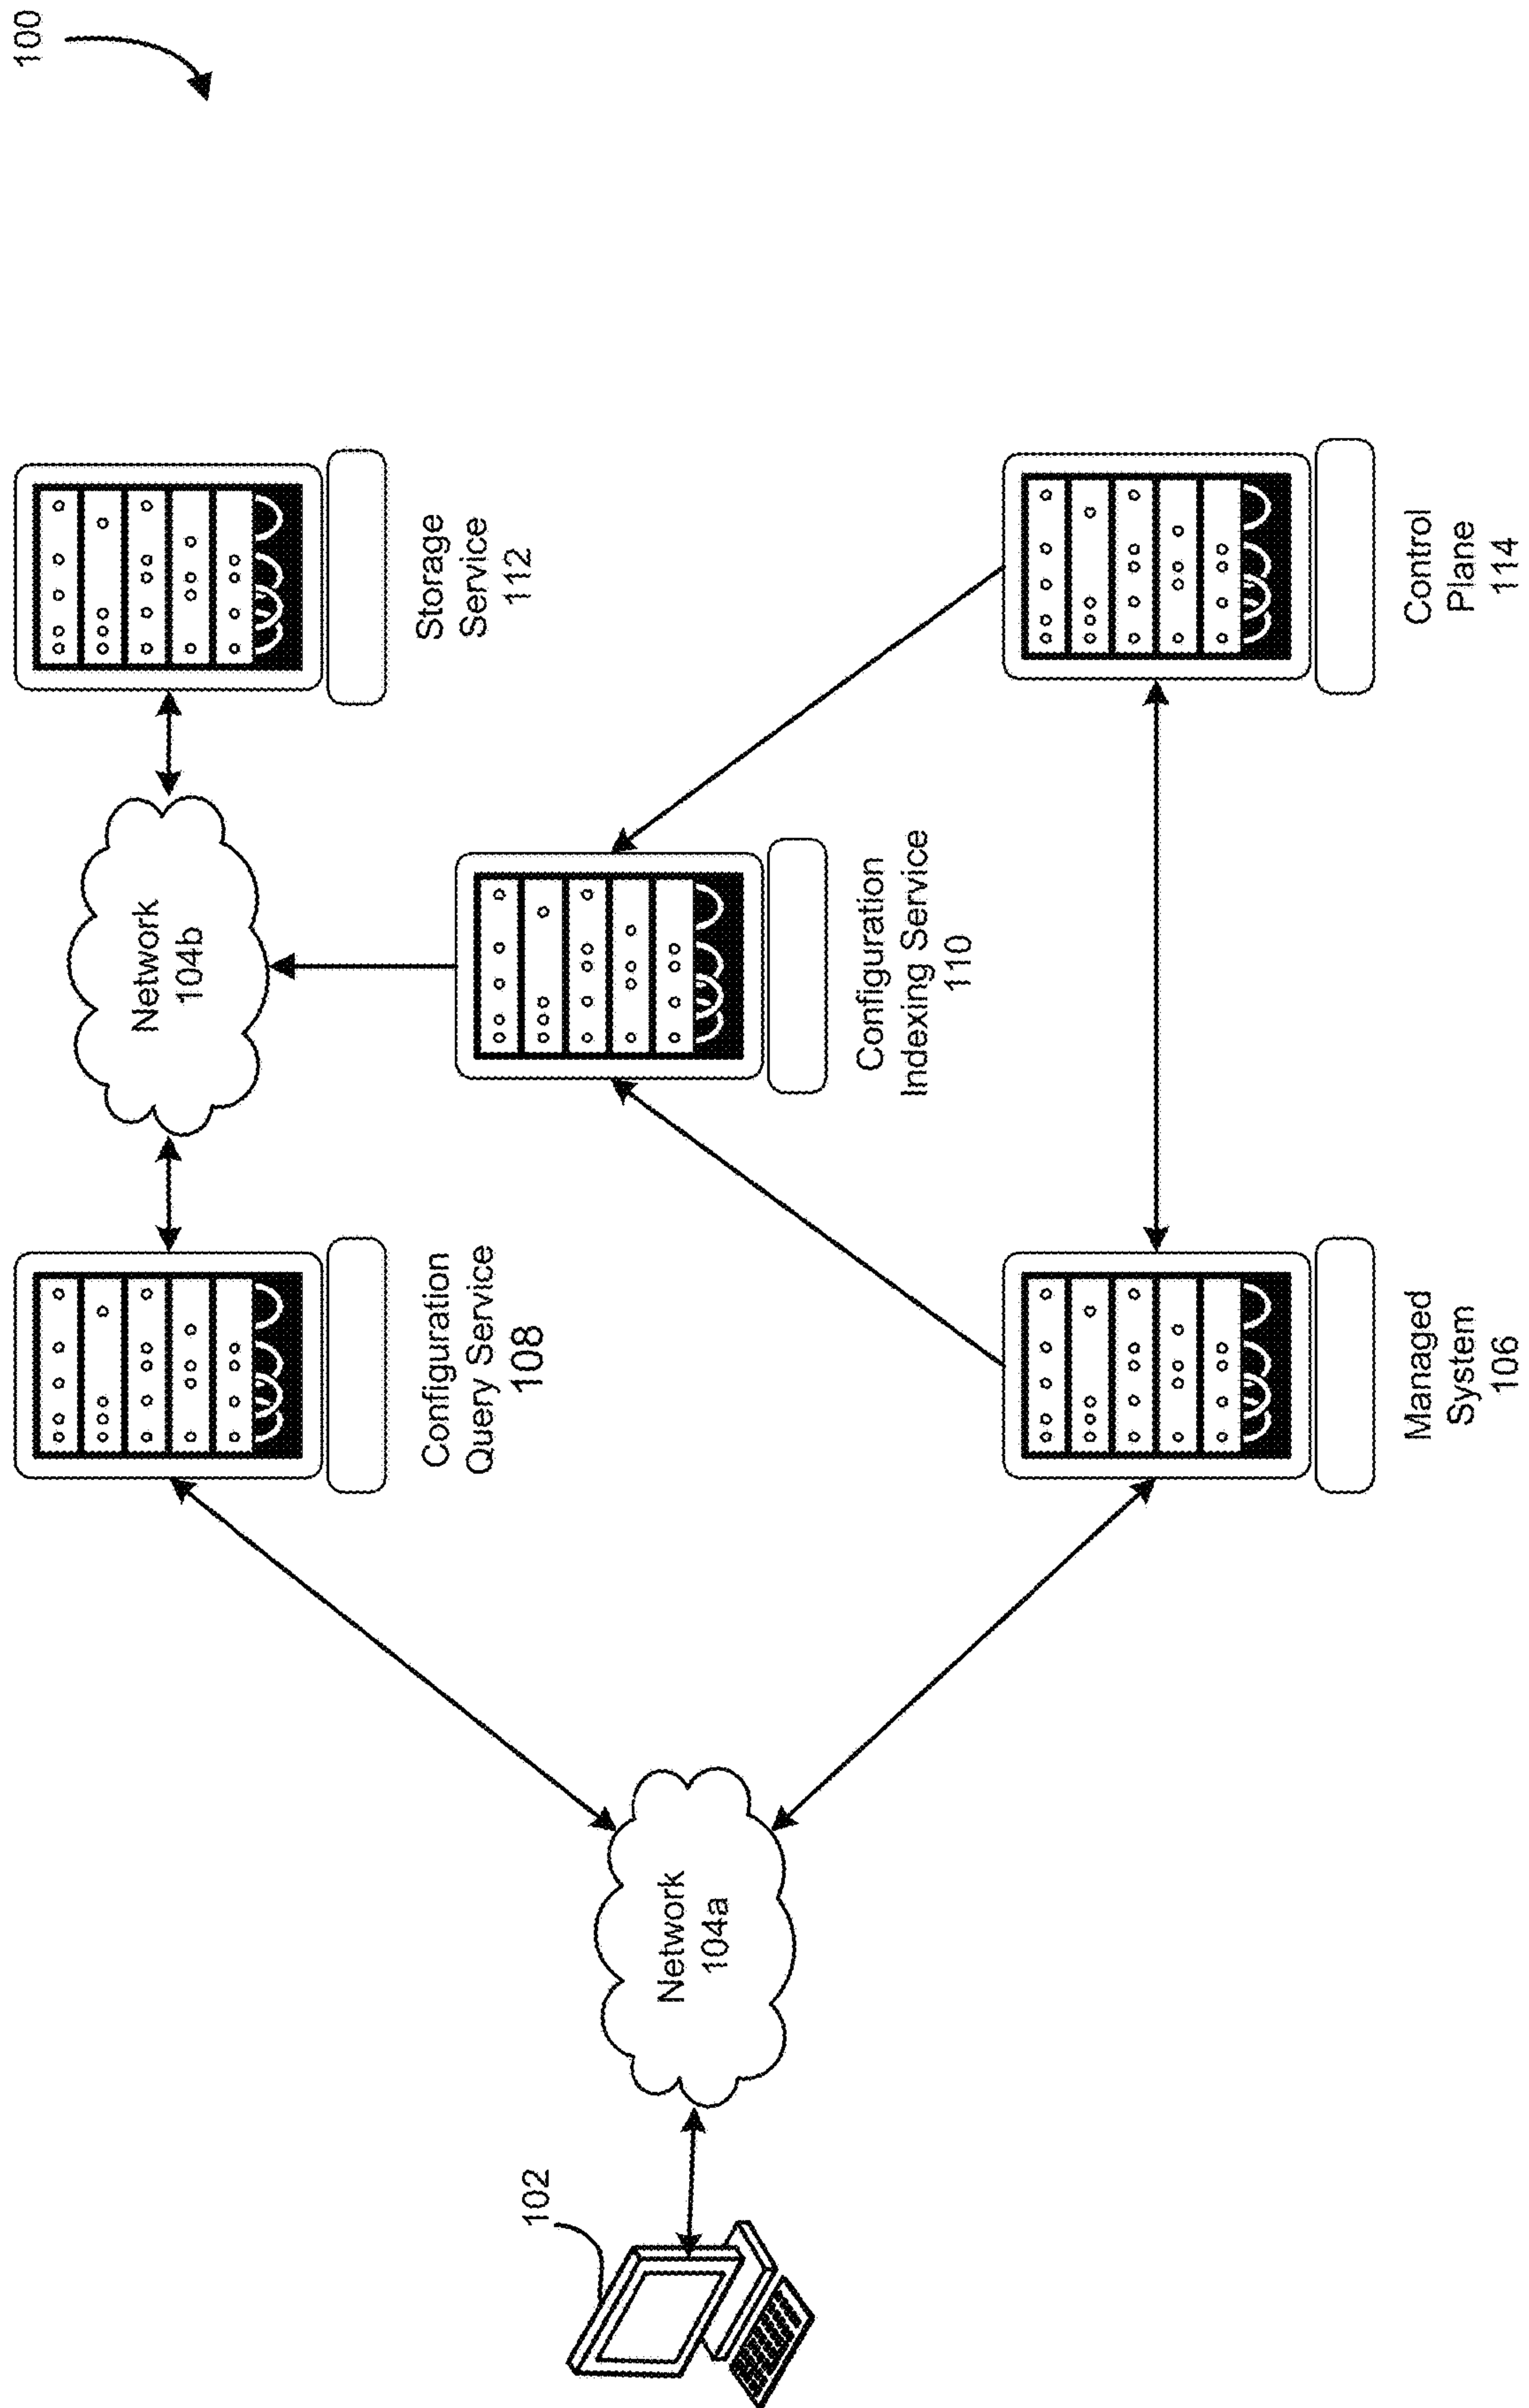 100
Configuration
Query Service
108
Network
104b
Storage
Service
112
102
Network
104a
Configuration
Indexing Service
110
Managed
System
106
Control
Plane
114